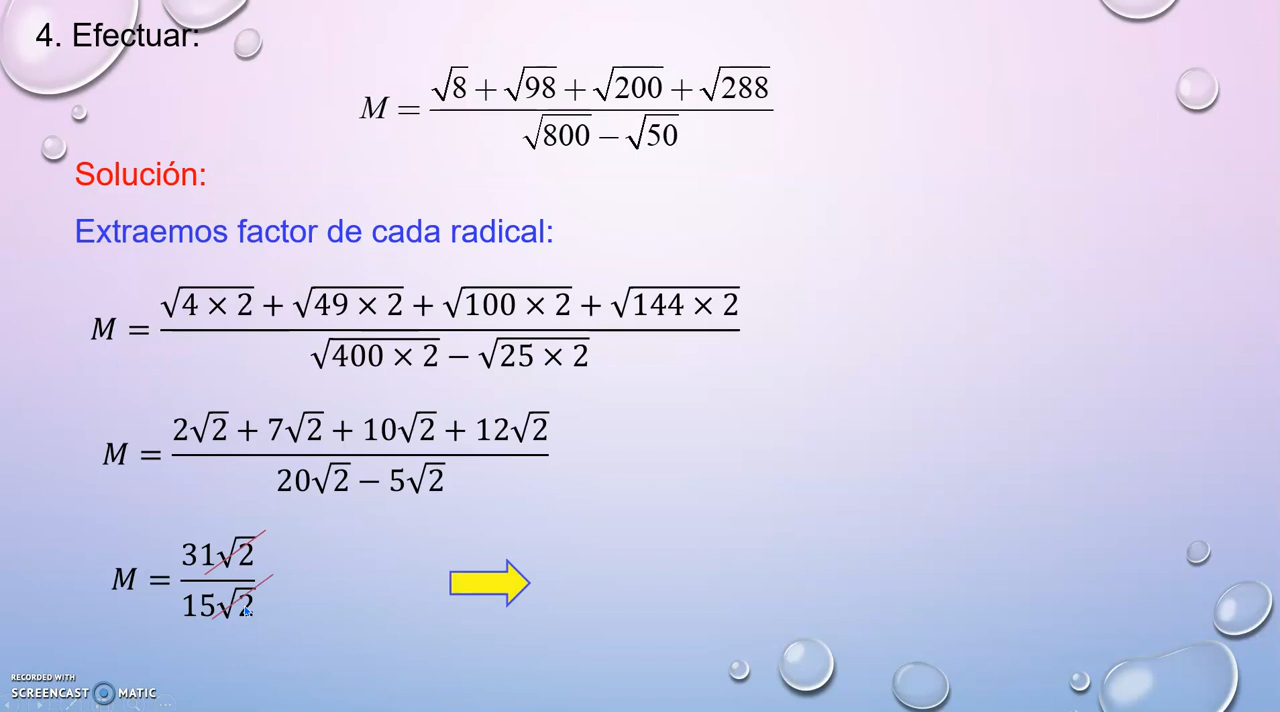 4. Efectuar:
M = (√8 + √98 + √200 + √288) / (√800 − √50)
Solución:
Extraemos factor de cada radical:
M = (√(4 × 2) + √(49 × 2) + √(100 × 2) + √(144 × 2)) / (√(400 × 2) − √(25 × 2))
M = (2√2 + 7√2 + 10√2 + 12√2) / (20√2 − 5√2)
M = 31√2 / 15√2
RECORDED WITH
SCREENCAST MATIC